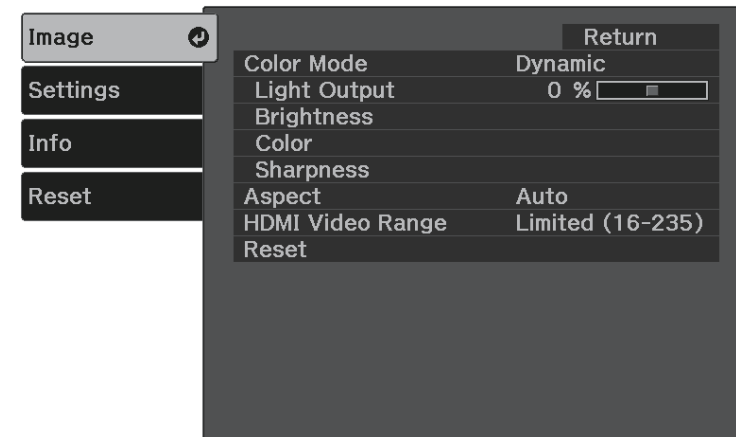 Image
Settings
Info
Reset
Return
Color Mode Dynamic
Light Output 0 %
Brightness
Color
Sharpness
Aspect Auto
HDMI Video Range Limited (16-235)
Reset